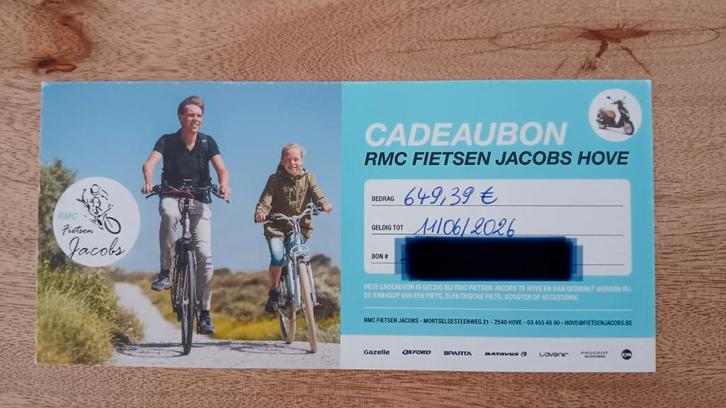 RMC
Fietsen
Jacobs
CADEAUBON
RMC FIETSEN JACOBS HOVE
BEDRAG 649,39 €
GELDIG TOT 11/06/2026
BON #
DEZE CADEAUBON IS GELDIG BIJ RMC FIETSEN JACOBS TE HOVE EN KAN GEBRUIKT WORDEN BIJ
DE AANKOOP VAN EEN FIETS, ELEKTRISCHE FIETS, SCOOTER OF ACCESSOIRE.
RMC FIETSEN JACOBS - MORTSELSESTEENWEG 21 - 2540 HOVE - 03 455 45 90 - HOVE@FIETSENJACOBS.BE
Gazelle OXFORD SPARTA BATAVUS L'avenir PEUGEOT SCOOTERS